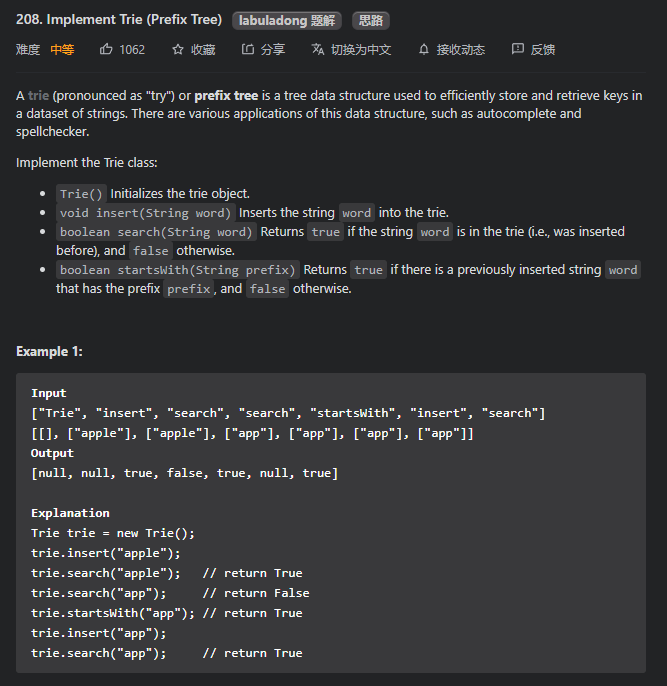 208. Implement Trie (Prefix Tree) labuladong 题解 思路
难度 中等 1062 收藏 分享 切换为中文 接收动态 反馈
A trie (pronounced as "try") or prefix tree is a tree data structure used to efficiently store and retrieve keys in
a dataset of strings. There are various applications of this data structure, such as autocomplete and
spellchecker.
Implement the Trie class:
• Trie() Initializes the trie object.
• void insert(String word) Inserts the string word into the trie.
• boolean search(String word) Returns true if the string word is in the trie (i.e., was inserted
before), and false otherwise.
• boolean startsWith(String prefix) Returns true if there is a previously inserted string word
that has the prefix prefix, and false otherwise.
Example 1:
Input
["Trie", "insert", "search", "search", "startsWith", "insert", "search"]
[[], ["apple"], ["apple"], ["app"], ["app"], ["app"], ["app"]]
Output
[null, null, true, false, true, null, true]
Explanation
Trie trie = new Trie();
trie.insert("apple");
trie.search("apple");   // return True
trie.search("app");     // return False
trie.startsWith("app"); // return True
trie.insert("app");
trie.search("app");     // return True